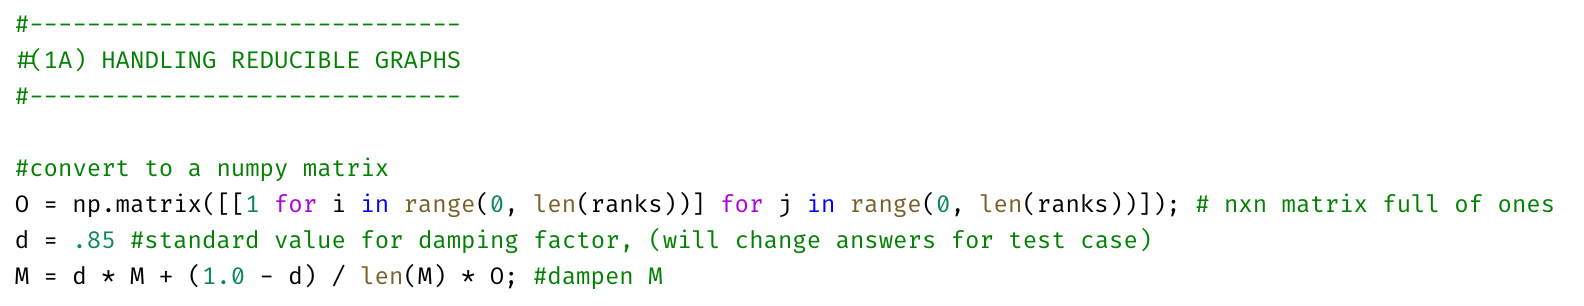 #------------------------------
#(1A) HANDLING REDUCIBLE GRAPHS
#------------------------------
#convert to a numpy matrix
O = np.matrix([[1 for i in range(0, len(ranks))] for j in range(0, len(ranks))]); # nxn matrix full of ones
d = .85 #standard value for damping factor, (will change answers for test case)
M = d * M + (1.0 - d) / len(M) * O; #dampen M